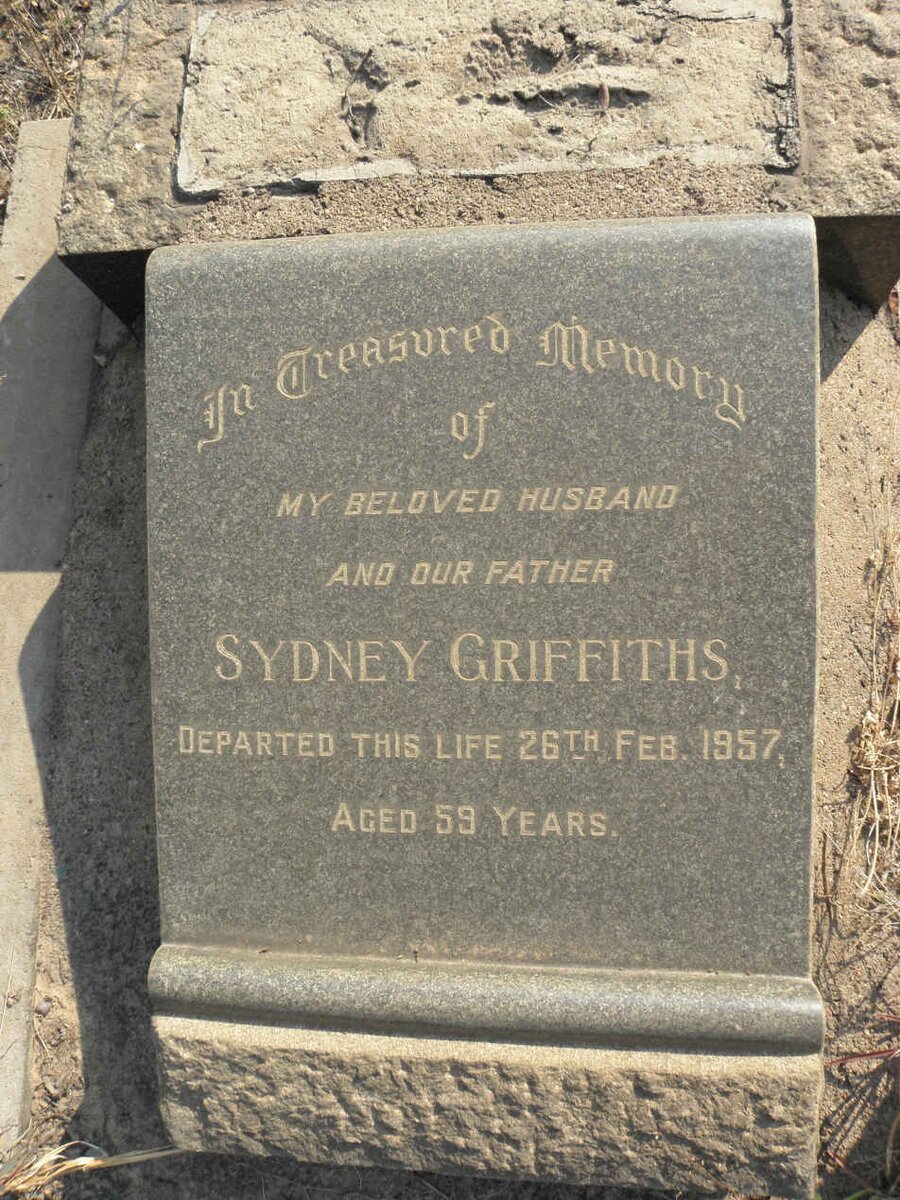 In Treasured Memory
of
MY BELOVED HUSBAND
AND OUR FATHER
SYDNEY GRIFFITHS,
DEPARTED THIS LIFE 26TH FEB. 1957,
AGED 59 YEARS.